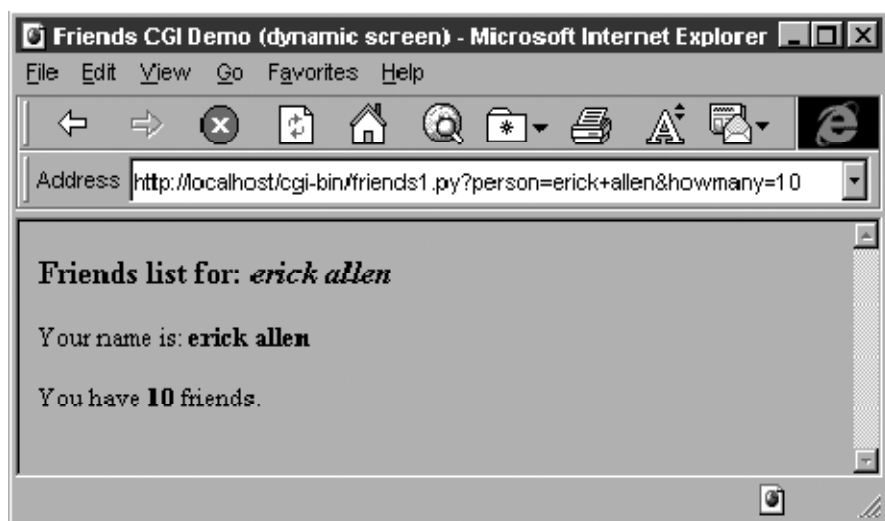 Friends CGI Demo (dynamic screen) - Microsoft Internet Explorer
File Edit View Go Favorites Help
Address http://localhost/cgi-bin/friends1.py?person=erick+allen&howmany=10
Friends list for: erick allen
Your name is: erick allen
You have 10 friends.